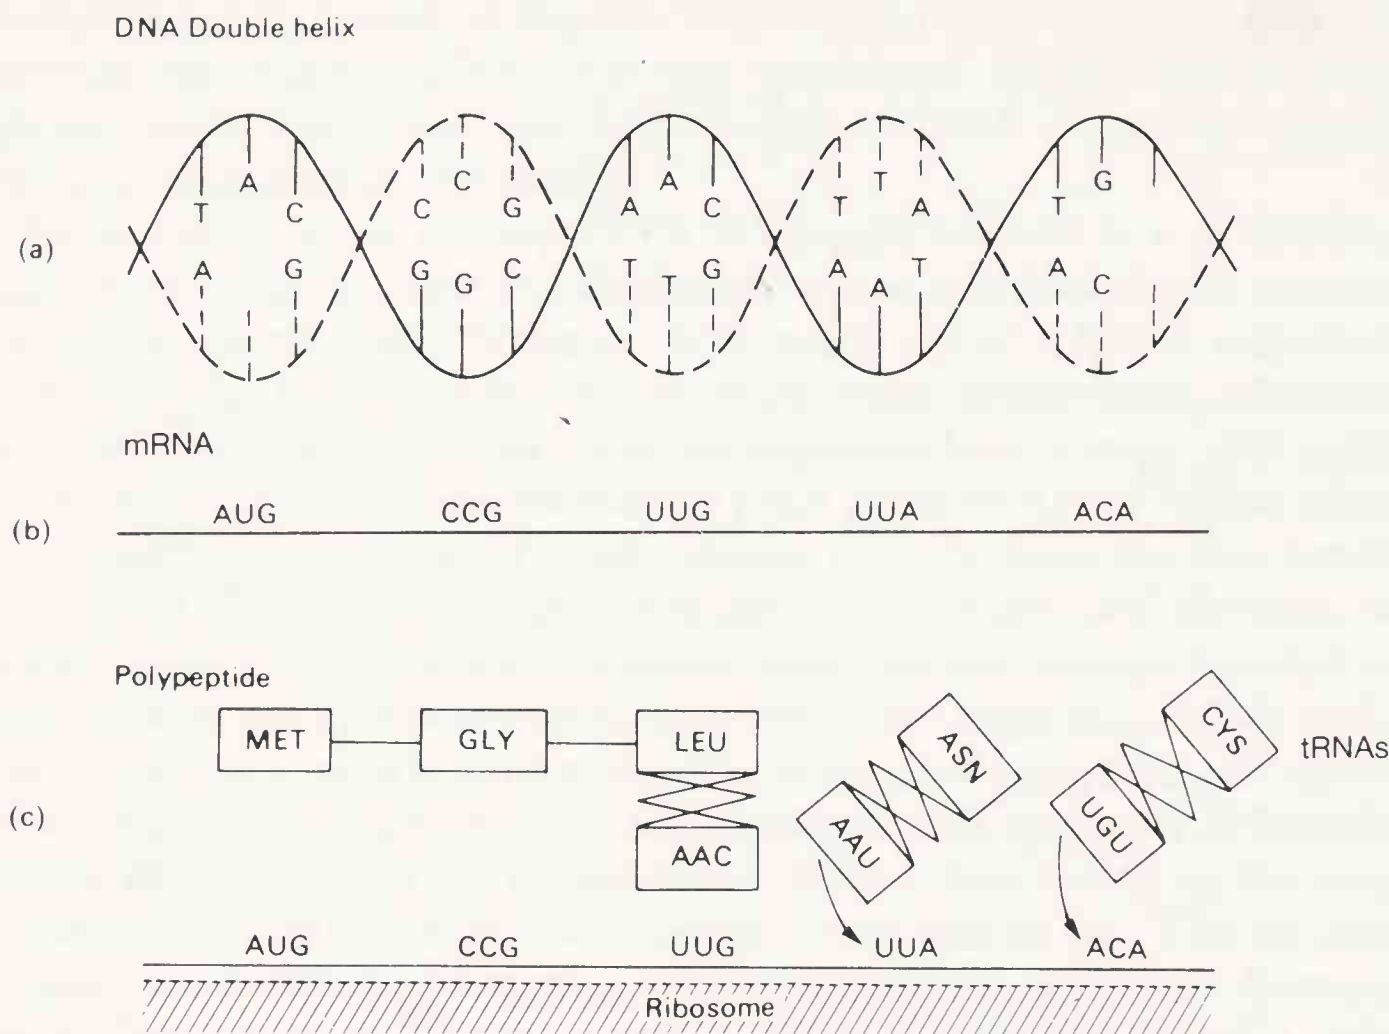 DNA Double helix
A C A T G
T C C G A C T A T
(a)
A G G C T G A T A
G T A C
mRNA
AUG CCG UUG UUA ACA
(b)
Polypeptide
MET GLY LEU ASN CYS tRNAs
(c)
AAC AAU UGU
AUG CCG UUG UUA ACA
Ribosome